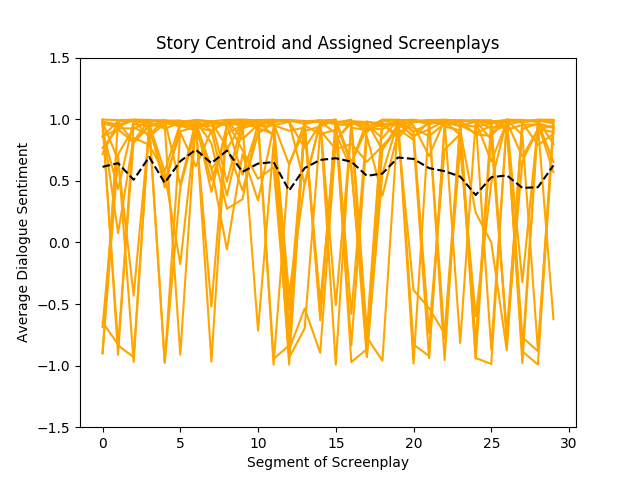 Story Centroid and Assigned Screenplays
1.5
1.0
0.5
0.0
−0.5
−1.0
−1.5
Average Dialogue Sentiment
0 5 10 15 20 25 30
Segment of Screenplay